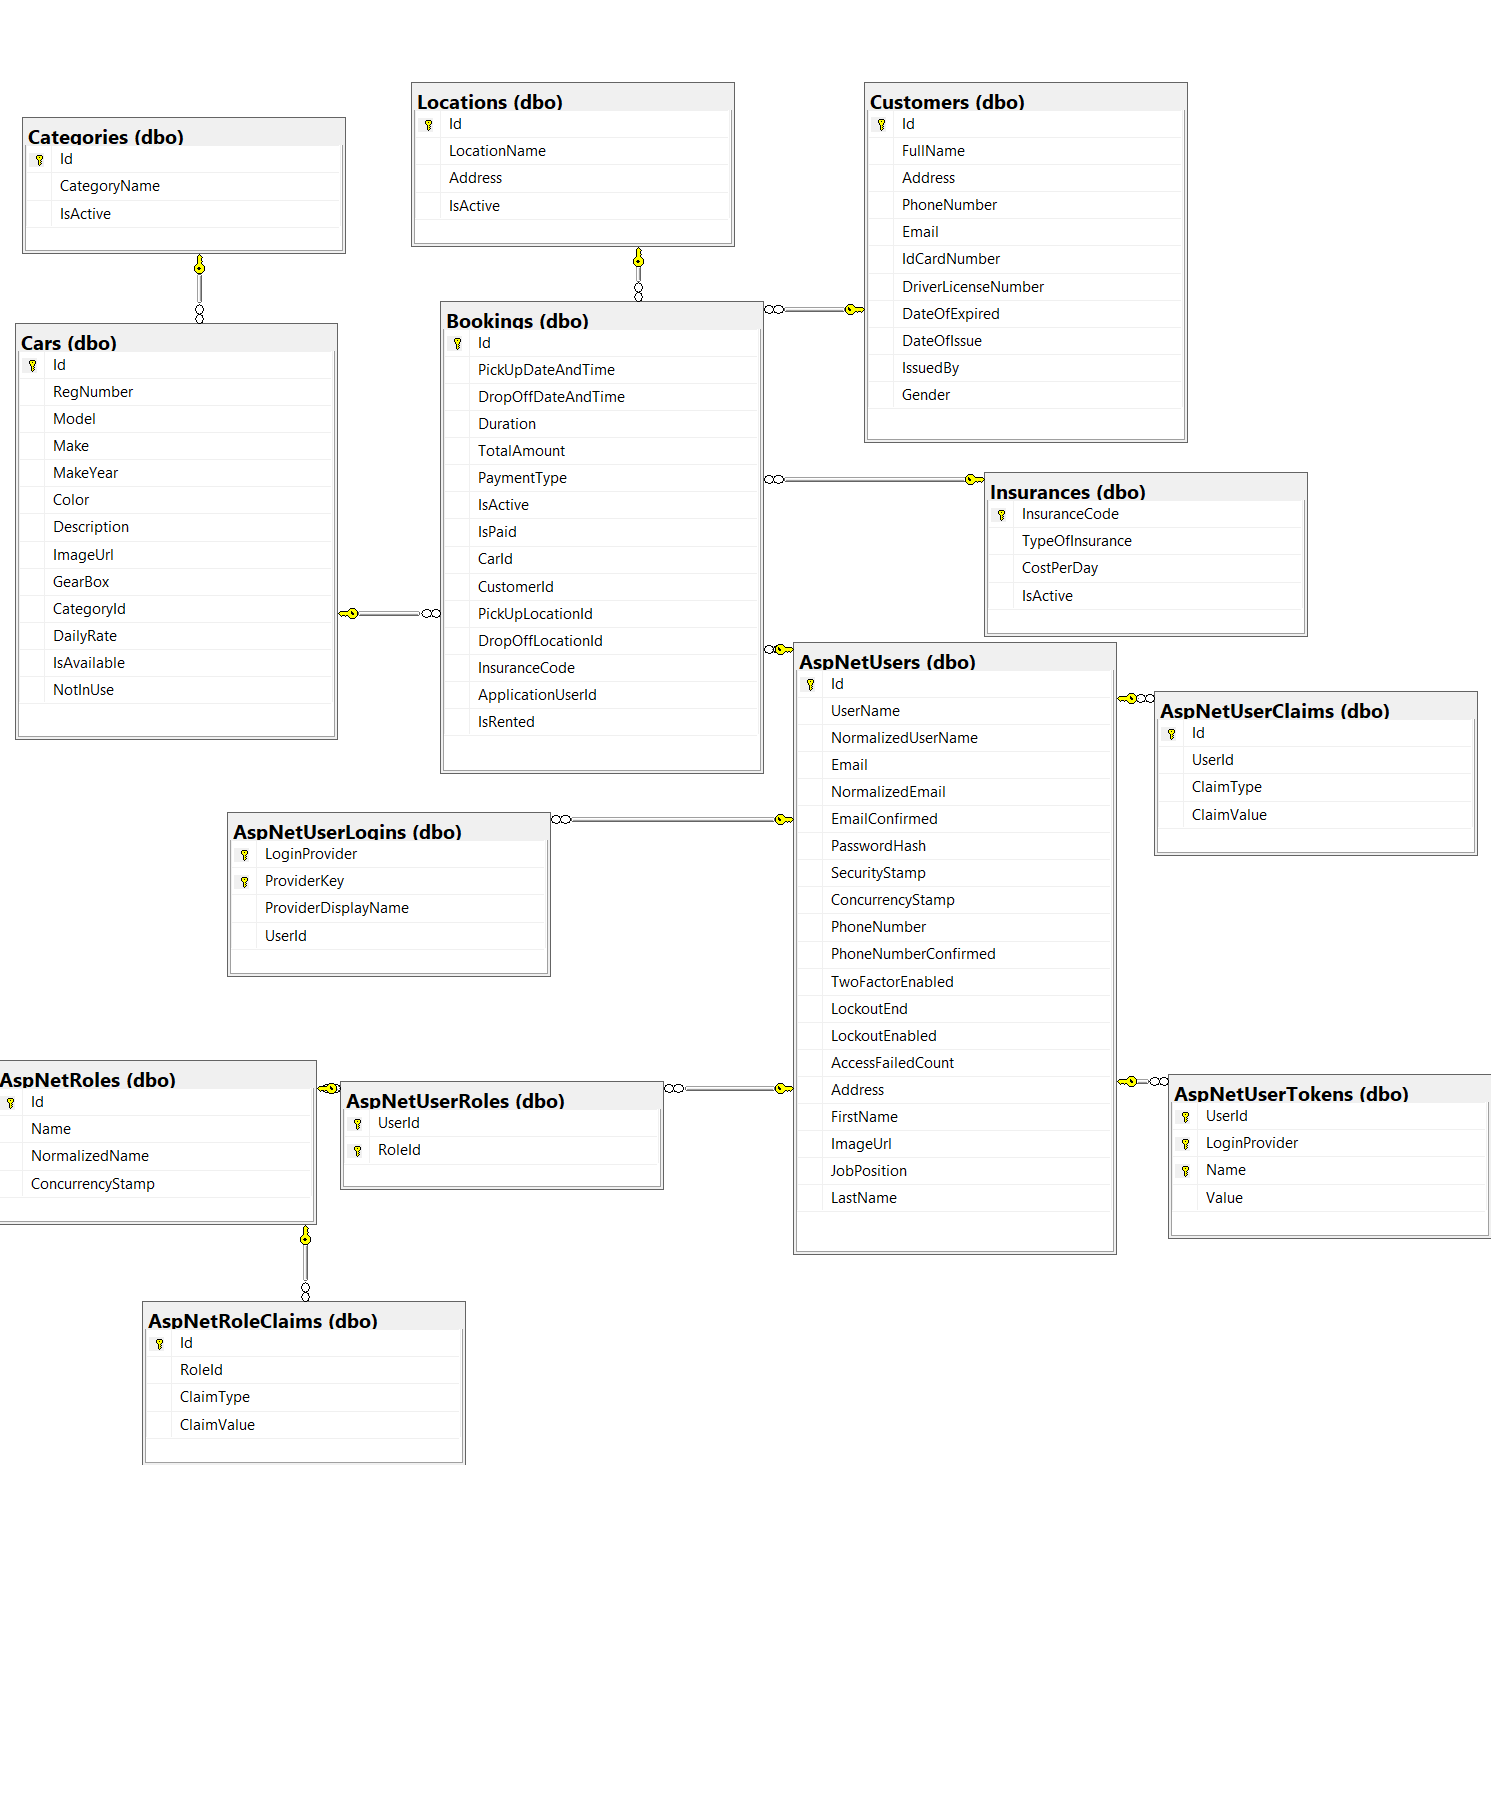 Categories (dbo)
Id
CategoryName
IsActive
Locations (dbo)
Id
LocationName
Address
IsActive
Customers (dbo)
Id
FullName
Address
PhoneNumber
Email
IdCardNumber
DriverLicenseNumber
DateOfExpired
DateOfIssue
IssuedBy
Gender
Cars (dbo)
Id
RegNumber
Model
Make
MakeYear
Color
Description
ImageUrl
GearBox
CategoryId
DailyRate
IsAvailable
NotInUse
Bookings (dbo)
Id
PickUpDateAndTime
DropOffDateAndTime
Duration
TotalAmount
PaymentType
IsActive
IsPaid
CarId
CustomerId
PickUpLocationId
DropOffLocationId
InsuranceCode
ApplicationUserId
IsRented
Insurances (dbo)
InsuranceCode
TypeOfInsurance
CostPerDay
IsActive
AspNetUsers (dbo)
Id
UserName
NormalizedUserName
Email
NormalizedEmail
EmailConfirmed
PasswordHash
SecurityStamp
ConcurrencyStamp
PhoneNumber
PhoneNumberConfirmed
TwoFactorEnabled
LockoutEnd
LockoutEnabled
AccessFailedCount
Address
FirstName
ImageUrl
JobPosition
LastName
AspNetUserClaims (dbo)
Id
UserId
ClaimType
ClaimValue
AspNetUserLogins (dbo)
LoginProvider
ProviderKey
ProviderDisplayName
UserId
AspNetRoles (dbo)
Id
Name
NormalizedName
ConcurrencyStamp
AspNetUserRoles (dbo)
UserId
RoleId
AspNetUserTokens (dbo)
UserId
LoginProvider
Name
Value
AspNetRoleClaims (dbo)
Id
RoleId
ClaimType
ClaimValue